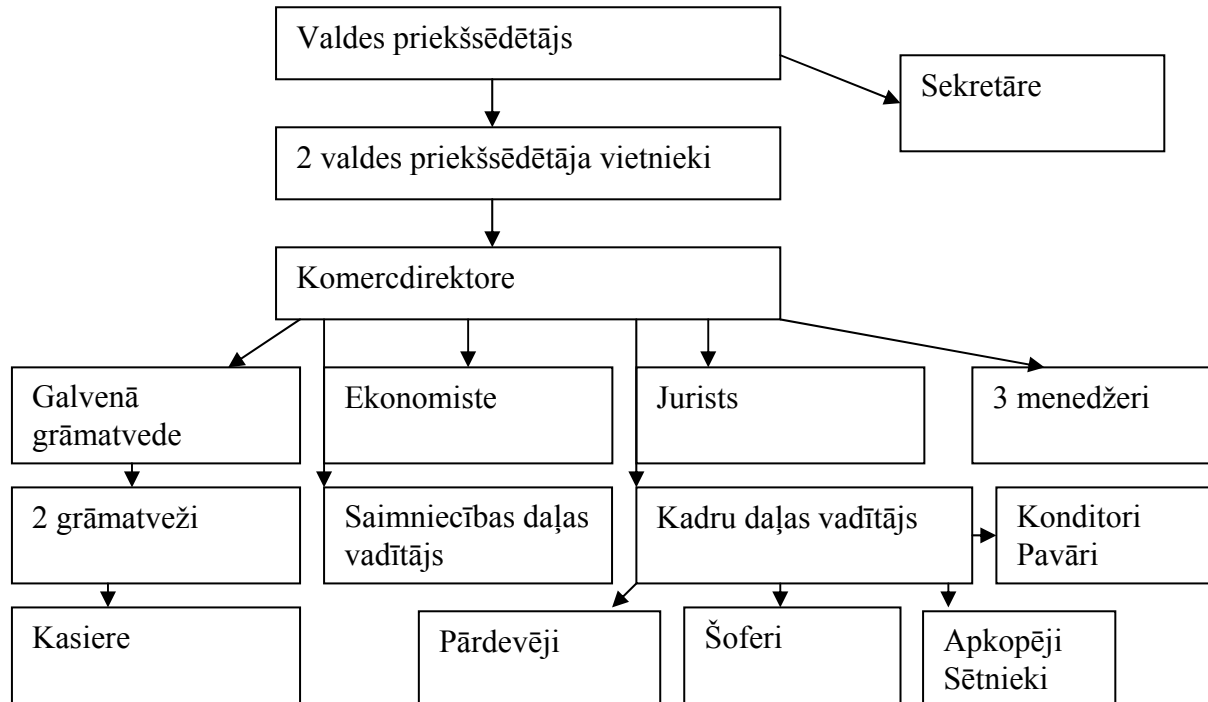 Valdes priekšsēdētājs
Sekretāre
2 valdes priekšsēdētāja vietnieki
Komercdirektore
Galvenā
grāmatvede
Ekonomiste
Jurists
3 menedžeri
2 grāmatveži
Saimniecības daļas
vadītājs
Kadru daļas vadītājs
Konditori
Pavāri
Kasiere
Pārdevēji
Šoferi
Apkopēji
Sētnieki